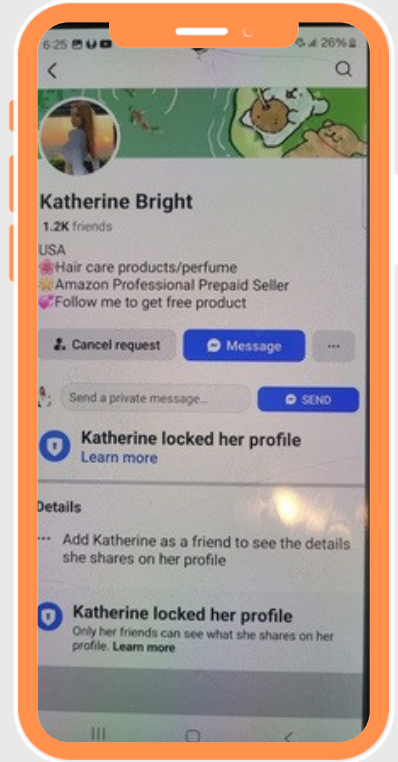 6:25
26%
Katherine Bright
1.2K friends
USA
🌸Hair care products/perfume
🌟Amazon Professional Prepaid Seller
💞Follow me to get free product
Cancel request
Message
Send a private message...
SEND
Katherine locked her profile
Learn more
Details
Add Katherine as a friend to see the details
she shares on her profile
Katherine locked her profile
Only her friends can see what she shares on her
profile. Learn more